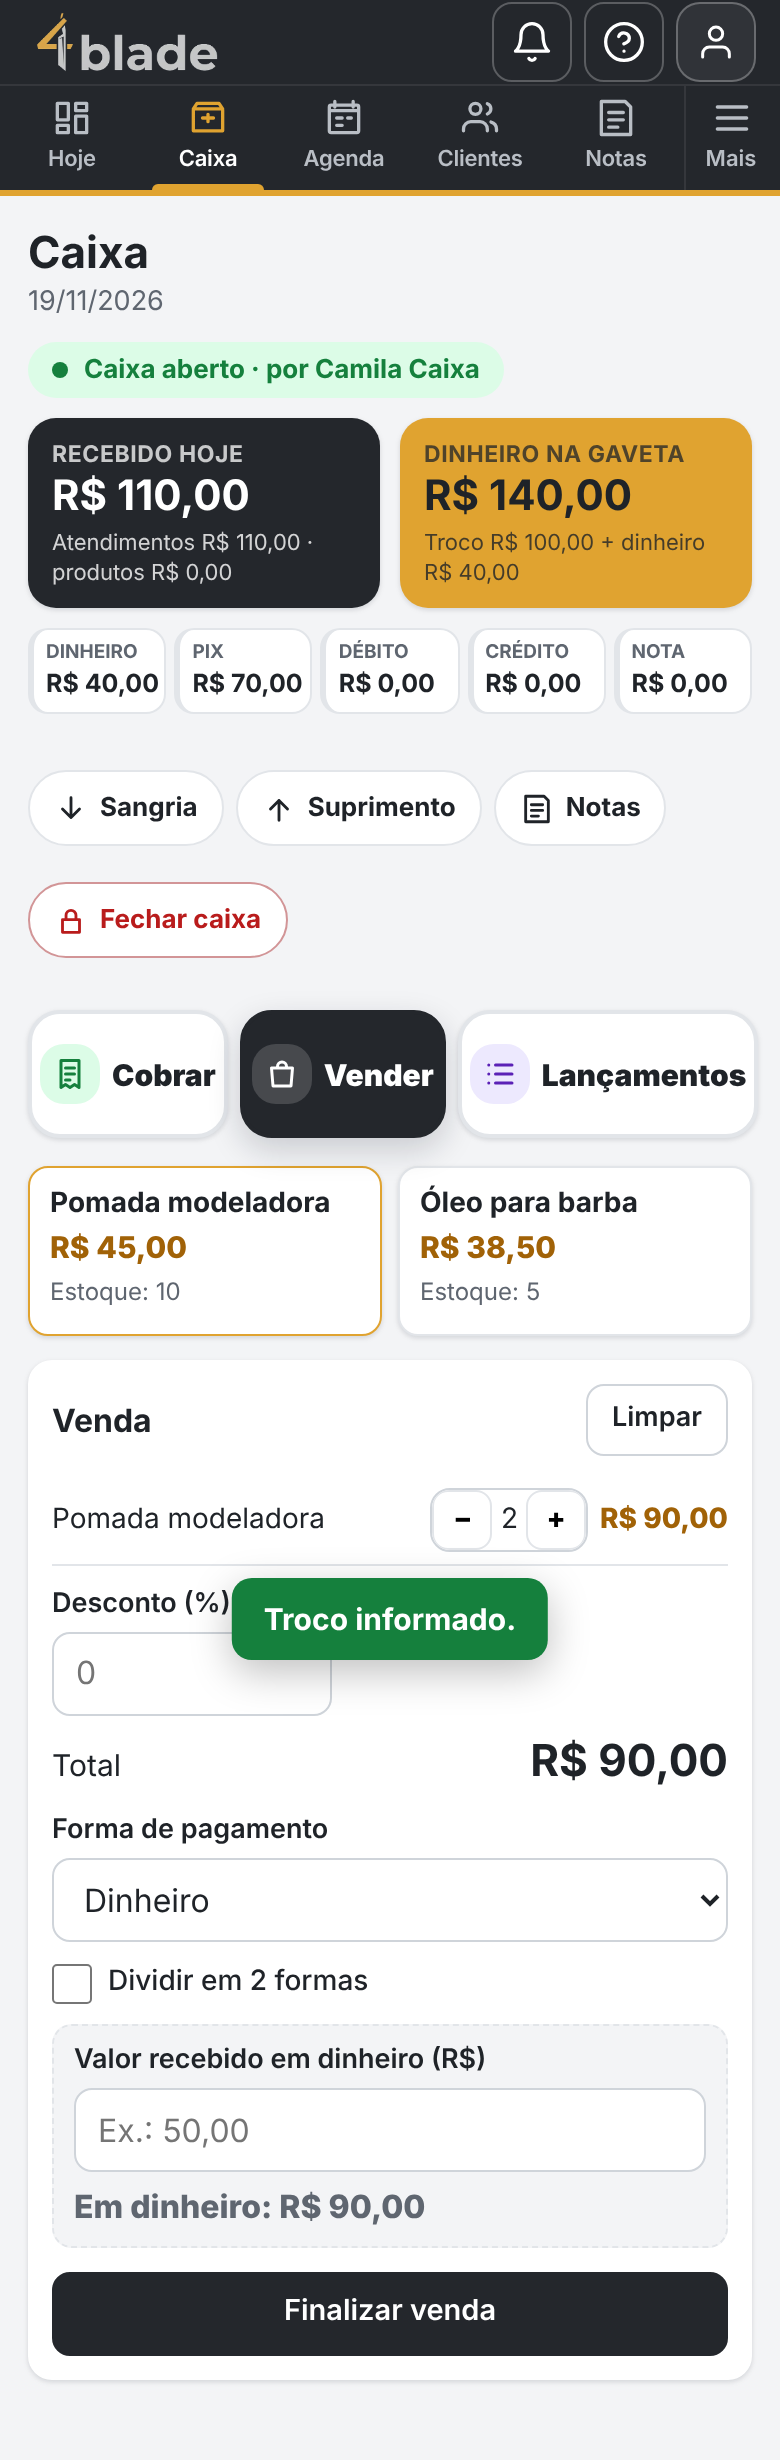 4blade
Hoje
Caixa
Agenda
Clientes
Notas
Mais
Caixa
19/11/2026
Caixa aberto · por Camila Caixa
RECEBIDO HOJE
R$ 110,00
Atendimentos R$ 110,00 ·
produtos R$ 0,00
DINHEIRO NA GAVETA
R$ 140,00
Troco R$ 100,00 + dinheiro
R$ 40,00
DINHEIRO
R$ 40,00
PIX
R$ 70,00
DÉBITO
R$ 0,00
CRÉDITO
R$ 0,00
NOTA
R$ 0,00
Sangria
Suprimento
Notas
Fechar caixa
Cobrar
Vender
Lançamentos
Pomada modeladora
R$ 45,00
Estoque: 10
Óleo para barba
R$ 38,50
Estoque: 5
Venda
Limpar
Pomada modeladora
− 2 + R$ 90,00
Desconto (%)
Troco informado.
0
Total
R$ 90,00
Forma de pagamento
Dinheiro
Dividir em 2 formas
Valor recebido em dinheiro (R$)
Ex.: 50,00
Em dinheiro: R$ 90,00
Finalizar venda